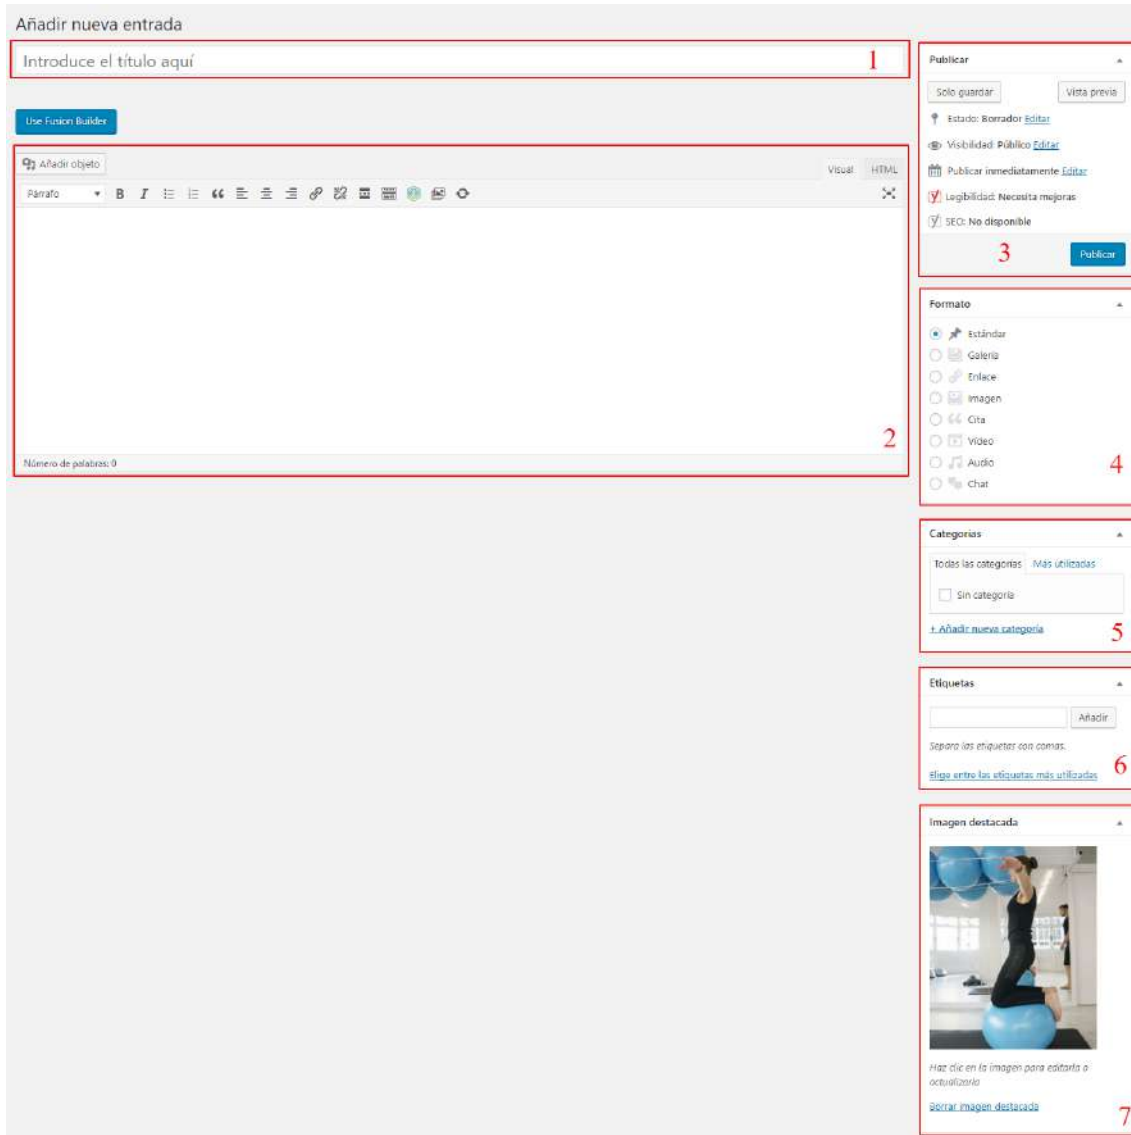 Añadir nueva entrada
Introduce el título aquí
1
Use Fusion Builder
Añadir objeto
Visual HTML
Párrafo
2
Número de palabras: 0
Publicar
Solo guardar Vista previa
Estado: Borrador Editar
Visibilidad: Público Editar
Publicar inmediatamente Editar
Legibilidad: Necesita mejoras
SEO: No disponible
3
Publicar
Formato
Estándar
Galería
Enlace
Imagen
Cita
Vídeo
Audio
4
Chat
Categorías
Todas las categorías Más utilizadas
Sin categoría
+ Añadir nueva categoría
5
Etiquetas
Añadir
Separa las etiquetas con comas.
Elige entre las etiquetas más utilizadas
6
Imagen destacada
Haz clic en la imagen para editarla o
actualizarla
Borrar imagen destacada
7